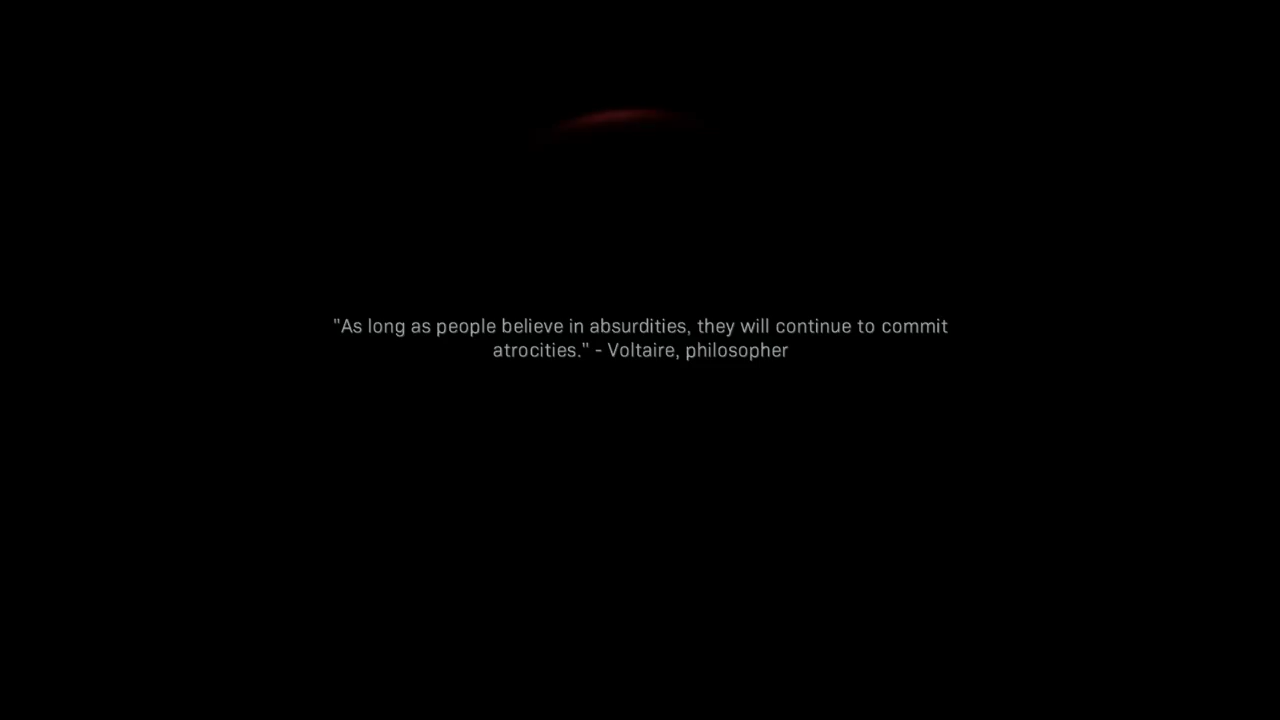 "As long as people believe in absurdities, they will continue to commit
atrocities." - Voltaire, philosopher